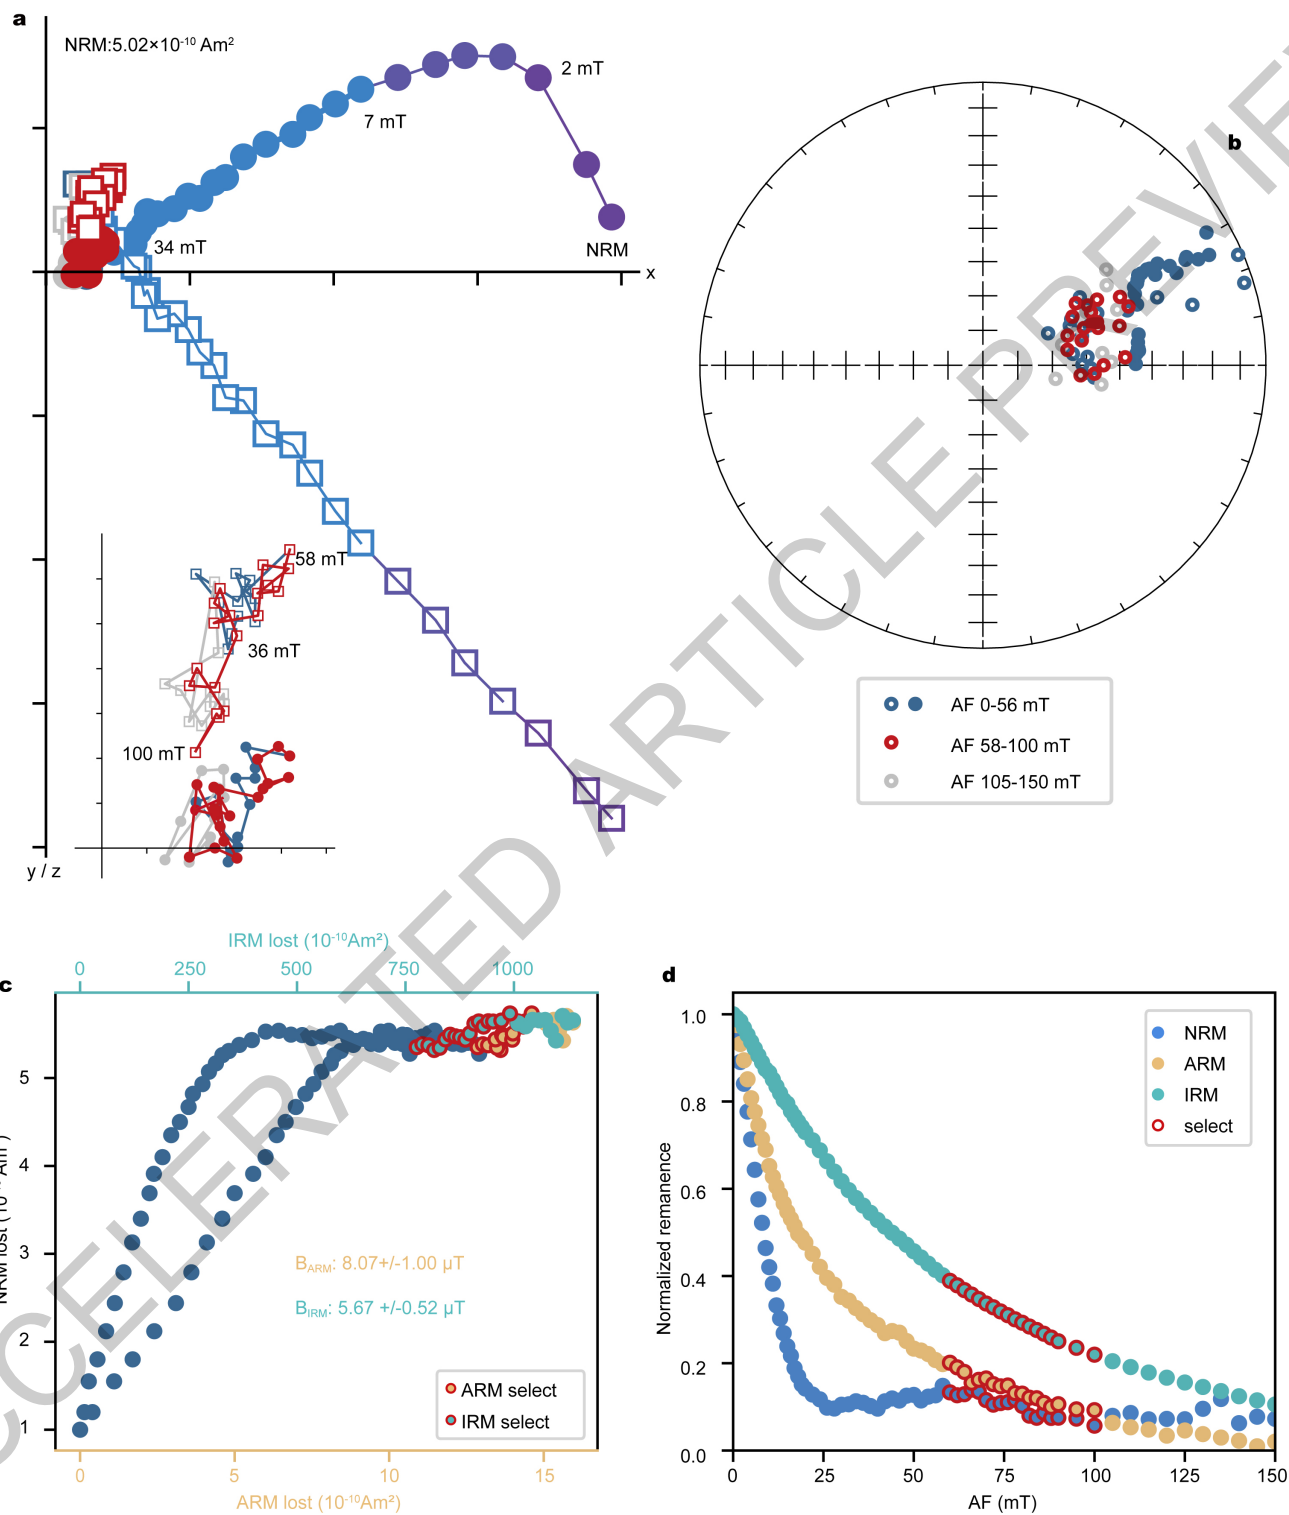 a
NRM:5.02×10⁻¹⁰ Am²
2 mT
7 mT
NRM
34 mT
x
58 mT
36 mT
100 mT
y / z
b
AF 0-56 mT
AF 58-100 mT
AF 105-150 mT
c
IRM lost (10⁻¹⁰Am²)
0 250 500 750 1000
5
4
3
2
1
NRM lost
B_ARM: 8.07+/-1.00 µT
B_IRM: 5.67 +/-0.52 µT
ARM select
IRM select
0 5 10 15
ARM lost (10⁻¹⁰Am²)
d
Normalized remanence
1.0
0.8
0.6
0.4
0.2
0.0
NRM
ARM
IRM
select
0 25 50 75 100 125 150
AF (mT)
ARTICLE